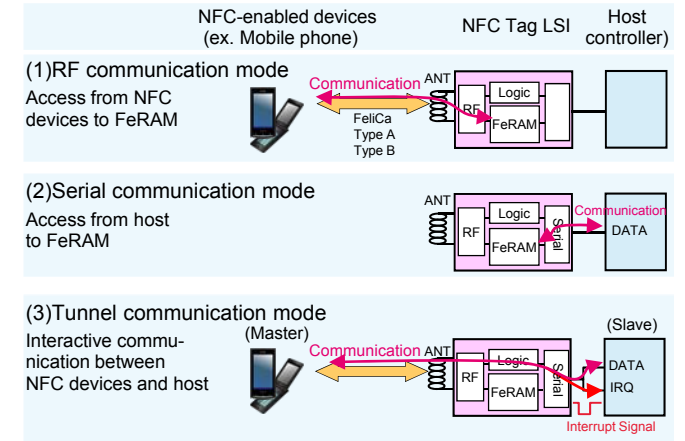 NFC-enabled devices
(ex. Mobile phone)
NFC Tag LSI
Host
controller)
(1)RF communication mode
Access from NFC
devices to FeRAM
Communication
FeliCa
Type A
Type B
ANT
RF
Logic
FeRAM
(2)Serial communication mode
Access from host
to FeRAM
ANT
RF
Logic
FeRAM
Serial
Communication
DATA
(3)Tunnel communication mode
Interactive commu-
nication between
NFC devices and host
(Master)
Communication
ANT
RF
Logic
FeRAM
Serial
(Slave)
DATA
IRQ
Interrupt Signal